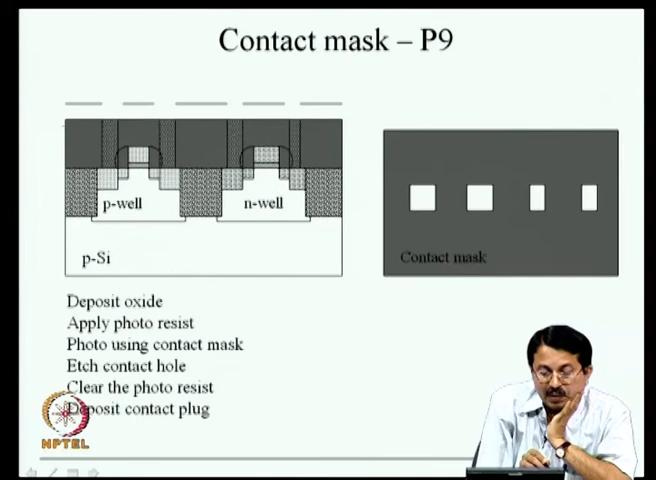 Contact mask – P9
p-well
n-well
p-Si
Contact mask
Deposit oxide
Apply photo resist
Photo using contact mask
Etch contact hole
Clear the photo resist
Deposit contact plug
NPTEL